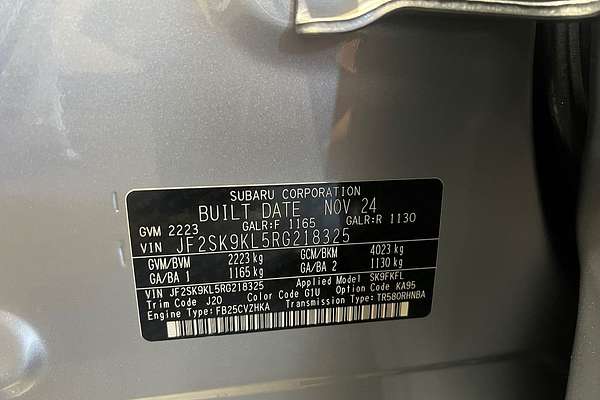 SUBARU CORPORATION
BUILT DATE NOV 24
GVM 2223 GALR:F 1165 GALR:R 1130
VIN JF2SK9KL5RG218325
GVM/BVM 2223 kg GCM/BKM 4023 kg
GA/BA 1 1165 kg GA/BA 2 1130 kg
Applied Model SK9FKFL
VIN JF2SK9KL5RG218325 Option Code KA95
Trim Code J20 Color Code G1U
Engine Type: FB25CVZHKA Transmission Type: TR580RHNBA